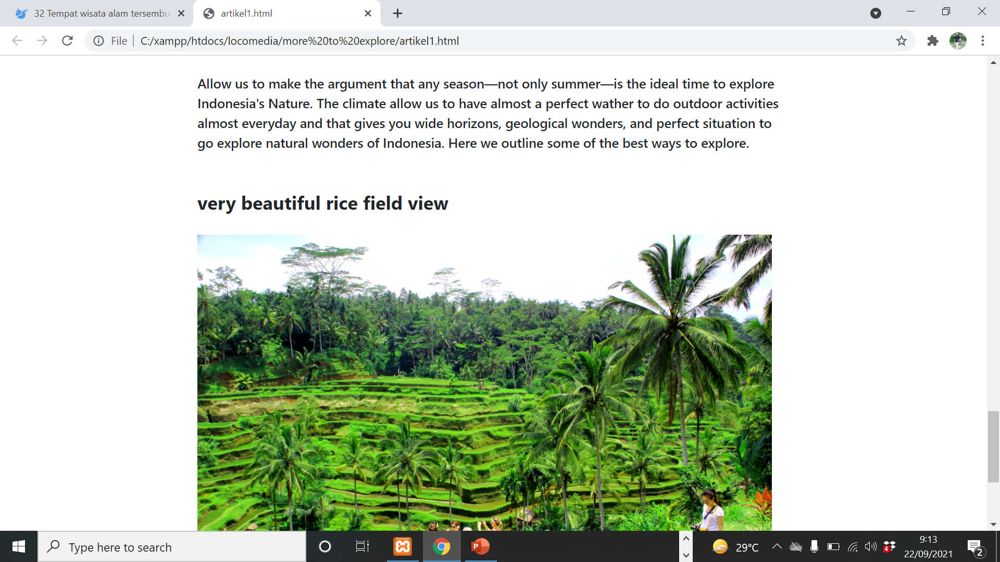 32 Tempat wisata alam tersembu
artikel1.html
File
C:/xampp/htdocs/locomedia/more%20to%20explore/artikel1.html
Allow us to make the argument that any season—not only summer—is the ideal time to explore
Indonesia's Nature. The climate allow us to have almost a perfect wather to do outdoor activities
almost everyday and that gives you wide horizons, geological wonders, and perfect situation to
go explore natural wonders of Indonesia. Here we outline some of the best ways to explore.
very beautiful rice field view
Type here to search
P
29°C
4
9:13
22/09/2021
2